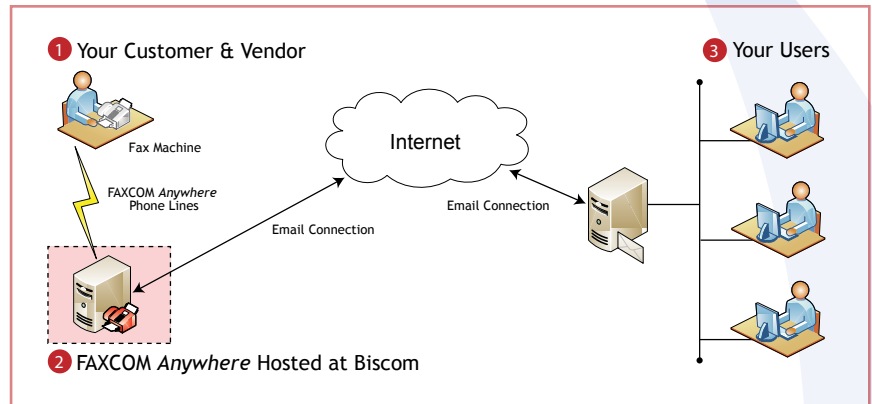 1 Your Customer & Vendor
Fax Machine
FAXCOM Anywhere
Phone Lines
Email Connection
2 FAXCOM Anywhere Hosted at Biscom
Internet
Email Connection
3 Your Users